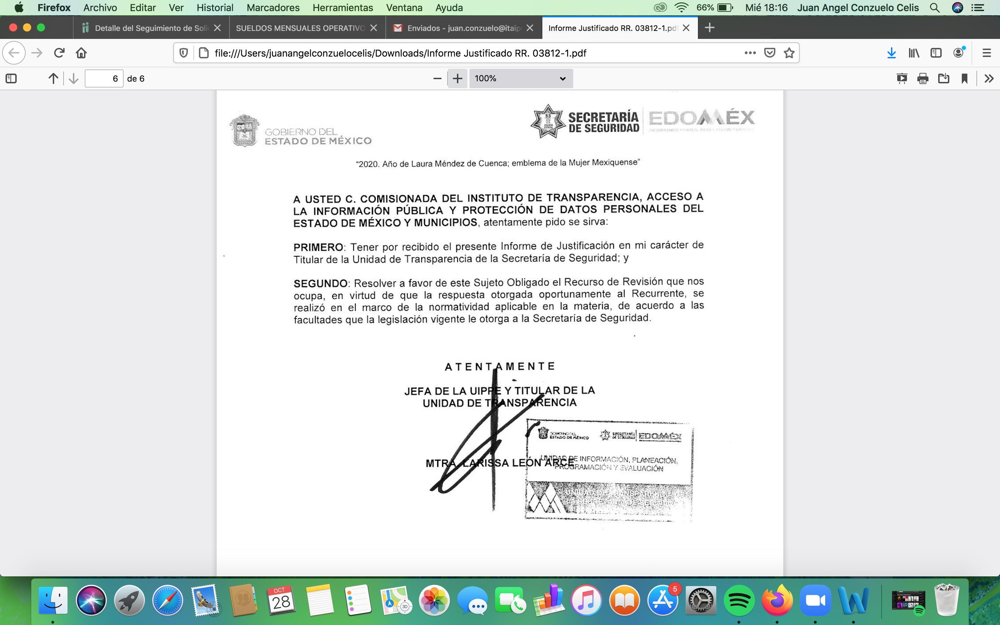 Firefox Archivo Editar Ver Historial Marcadores Herramientas Ventana Ayuda 66% Mié 18:16 Juan Angel Conzuelo Celis
Detalle del Seguimiento de Soli SUELDOS MENSUALES OPERATIVO Enviados - juan.conzuelo@itaip Informe Justificado RR. 03812-1.pdf
file:///Users/juanangelconzuelocelis/Downloads/Informe Justificado RR. 03812-1.pdf
6 de 6 100%
SECRETARÍA
DE SEGURIDAD
EDOMÉX
DECISIONES FIRMES, RESULTADOS FUERTES
GOBIERNO DEL
ESTADO DE MÉXICO
“2020. Año de Laura Méndez de Cuenca; emblema de la Mujer Mexiquense”
A USTED C. COMISIONADA DEL INSTITUTO DE TRANSPARENCIA, ACCESO A
LA INFORMACIÓN PÚBLICA Y PROTECCIÓN DE DATOS PERSONALES DEL
ESTADO DE MÉXICO Y MUNICIPIOS, atentamente pido se sirva:
PRIMERO: Tener por recibido el presente Informe de Justificación en mi carácter de
Titular de la Unidad de Transparencia de la Secretaría de Seguridad; y
SEGUNDO: Resolver a favor de este Sujeto Obligado el Recurso de Revisión que nos
ocupa, en virtud de que la respuesta otorgada oportunamente al Recurrente, se
realizó en el marco de la normatividad aplicable en la materia, de acuerdo a las
facultades que la legislación vigente le otorga a la Secretaría de Seguridad.
A T E N T A M E N T E
JEFA DE LA UIPPE Y TITULAR DE LA
UNIDAD DE TRANSPARENCIA
GOBIERNO DEL
ESTADO DE MÉXICO
SECRETARÍA
DE SEGURIDAD
EDOMÉX
MTRA. LARISSA LEÓN ARCE
UNIDAD DE INFORMACIÓN, PLANEACIÓN,
PROGRAMACIÓN Y EVALUACIÓN
UNIDAD DE TRANSPARENCIA DE
LA SECRETARÍA DE SEGURIDAD
OCT
28
3D
5